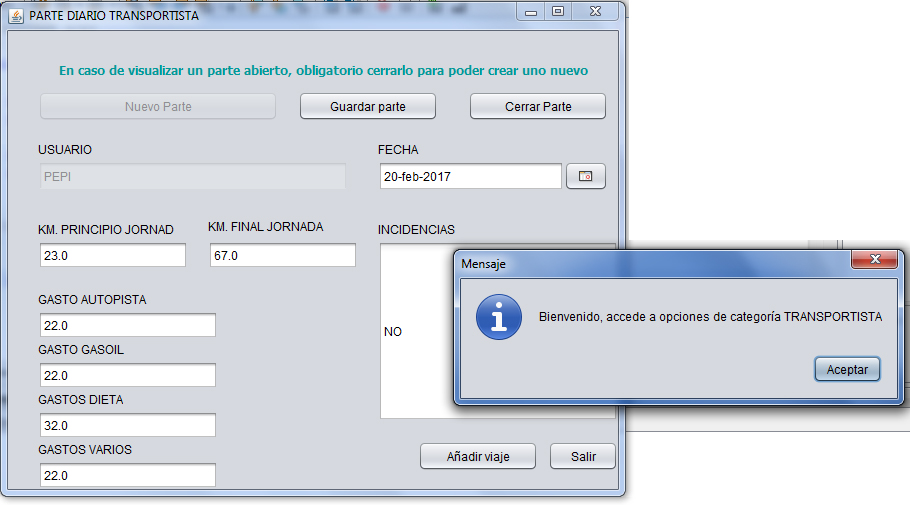 PARTE DIARIO TRANSPORTISTA
En caso de visualizar un parte abierto, obligatorio cerrarlo para poder crear uno nuevo
Nuevo Parte
Guardar parte
Cerrar Parte
USUARIO
FECHA
PEPI
20-feb-2017
KM. PRINCIPIO JORNAD
KM. FINAL JORNADA
INCIDENCIAS
23.0
67.0
Mensaje
GASTO AUTOPISTA
22.0
NO
Bienvenido, accede a opciones de categoría TRANSPORTISTA
GASTO GASOIL
22.0
Aceptar
GASTOS DIETA
32.0
GASTOS VARIOS
22.0
Añadir viaje
Salir